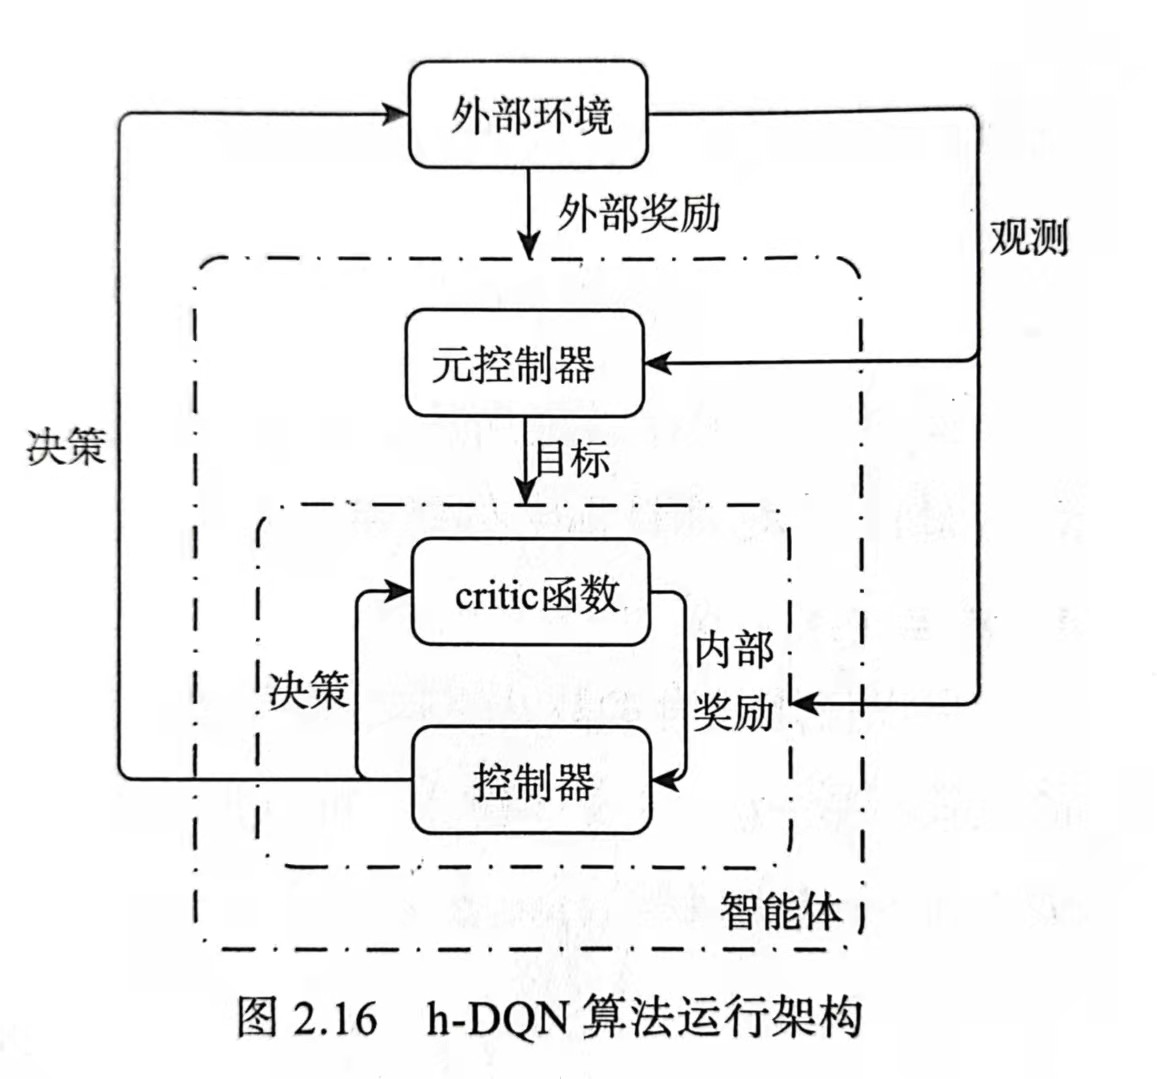 外部环境
外部奖励
观测
元控制器
决策
目标
critic函数
内部
奖励
决策
控制器
智能体
图 2.16 h-DQN 算法运行架构